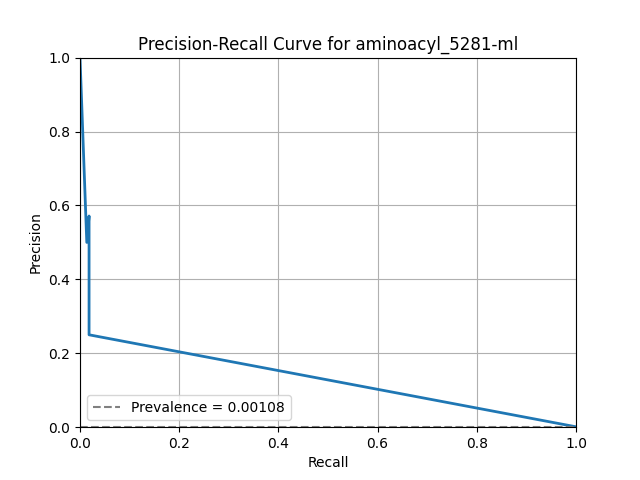 Precision-Recall Curve for aminoacyl_5281-ml
1.0
0.8
0.6
0.4
0.2
0.0
Precision
Prevalence = 0.00108
0.0 0.2 0.4 0.6 0.8 1.0
Recall